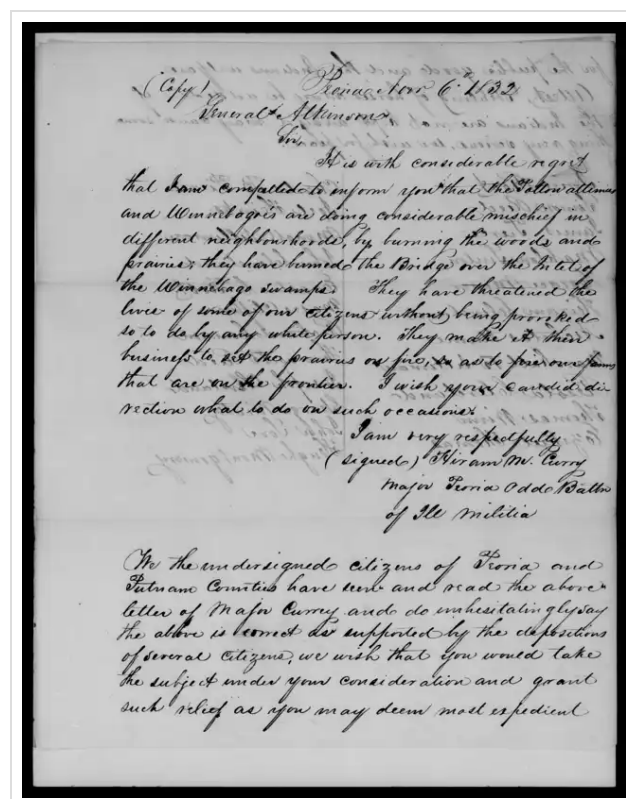 (Copy)
Peoria Novr 6th 1832
General Atkinson
Sir,
It is with considerable regret
that I am compelled to inform you that the
and Winnebago's are doing considerable mischief in
different neighbourhoods, by burning the woods and
prairies; they have burned the Bridge over the Inlet of
the Winnebago Swamps. They have threatened the
lives of some of our citizens without being provoked
so to do by any white person. They make it their
business to set the prairies on fire, so as to fire our farms
that are on the frontier. I wish your candid di-
rection what to do on such occasions.
I am very respectfully
(signed) Hiram M. Curry
Major Peoria Odd Battn
of Ill Militia
We the undersigned citizens of Peoria and
Putnam Counties have seen and read the above
letter of Major Currey and do unhesitatingly say
the above is correct as supported by the depositions
of several citizens, we wish that you would take
the subject under your consideration and grant
such relief as you may deem most expedient